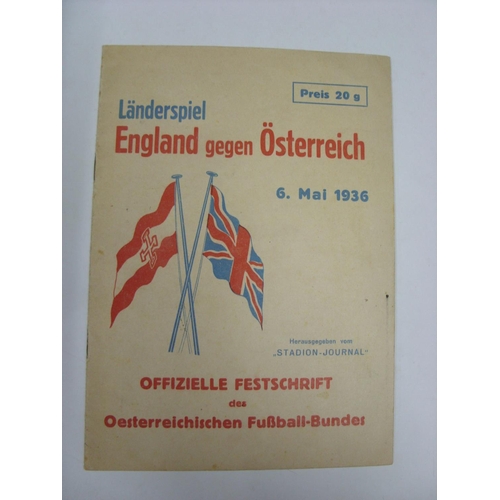 Preis 20 g
Länderspiel
England gegen Österreich
6. Mai 1936
Herausgegeben vom
„STADION-JOURNAL"
OFFIZIELLE FESTSCHRIFT
des
Oesterreichischen Fußball-Bundes